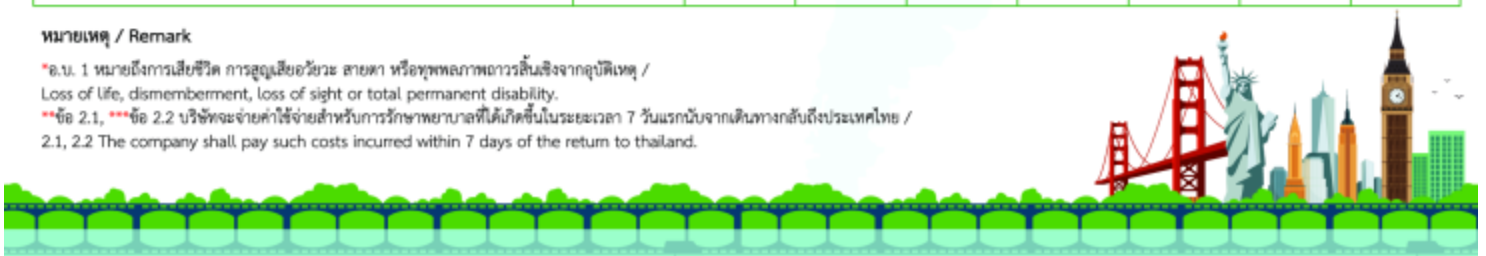 หมายเหตุ / Remark
*อ.บ. 1 หมายถึงการเสียชีวิต การสูญเสียอวัยวะ สายตา หรือทุพพลภาพถาวรสิ้นเชิงจากอุบัติเหตุ /
Loss of life, dismemberment, loss of sight or total permanent disability.
**ข้อ 2.1, ***ข้อ 2.2 บริษัทจะจ่ายค่าใช้จ่ายสำหรับการรักษาพยาบาลที่ได้เกิดขึ้นในระยะเวลา 7 วันแรกนับจากเดินทางกลับถึงประเทศไทย /
2.1, 2.2 The company shall pay such costs incurred within 7 days of the return to thailand.